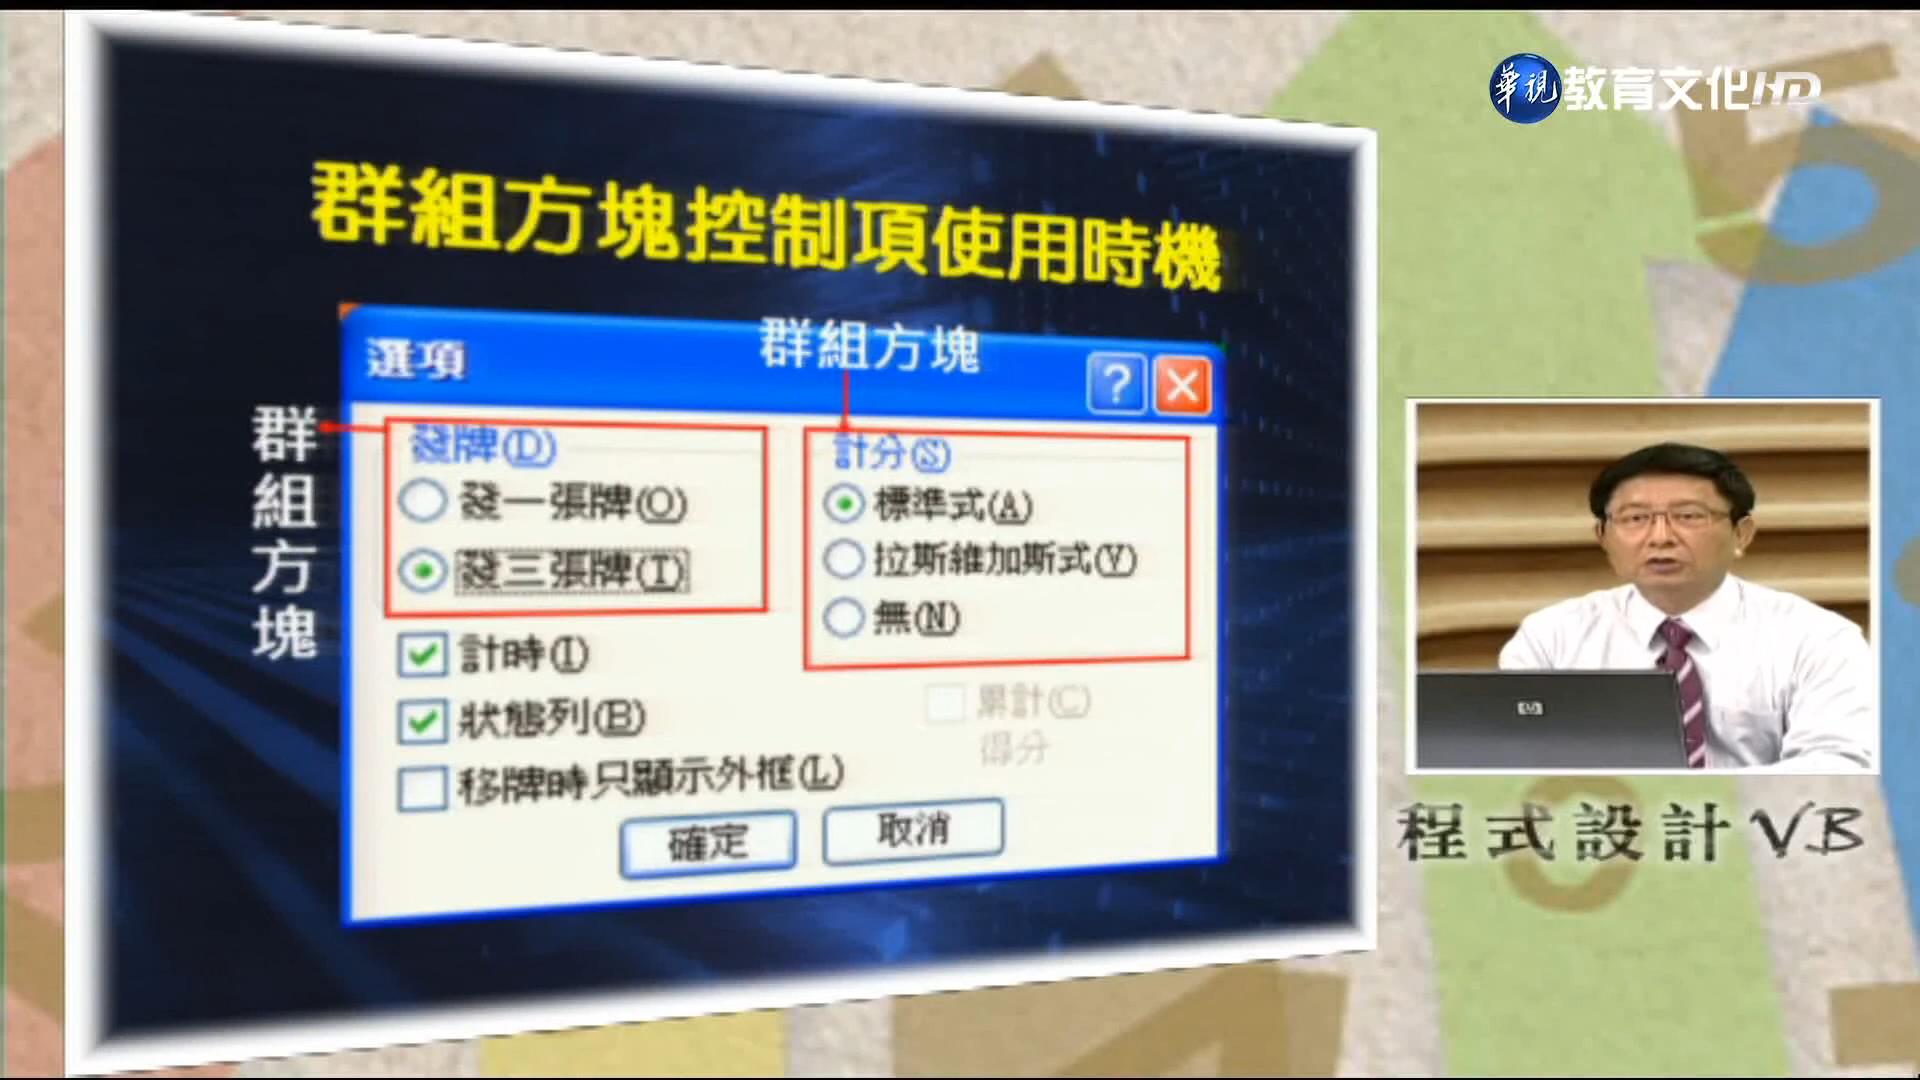 華視 教育文化HD
群組方塊控制項使用時機
群組方塊
選項
群組方塊
發牌(D)
發一張牌(O)
發三張牌(T)
計時(I)
狀態列(B)
移牌時只顯示外框(L)
計分(S)
標準式(A)
拉斯維加斯式(V)
無(N)
累計(C)
得分
確定
取消
hp
程式設計VB